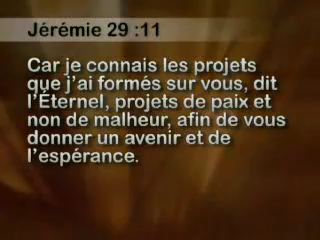 Jérémie 29 :11
Car je connais les projets
que j'ai formés sur vous, dit
l'Éternel, projets de paix et
non de malheur, afin de vous
donner un avenir et de
l'espérance.